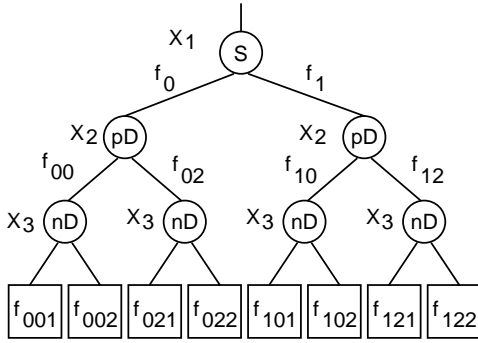 X1 S
f0 f1
X2 pD X2 pD
f00 f02 f10 f12
X3 nD X3 nD X3 nD X3 nD
f001 f002 f021 f022 f101 f102 f121 f122